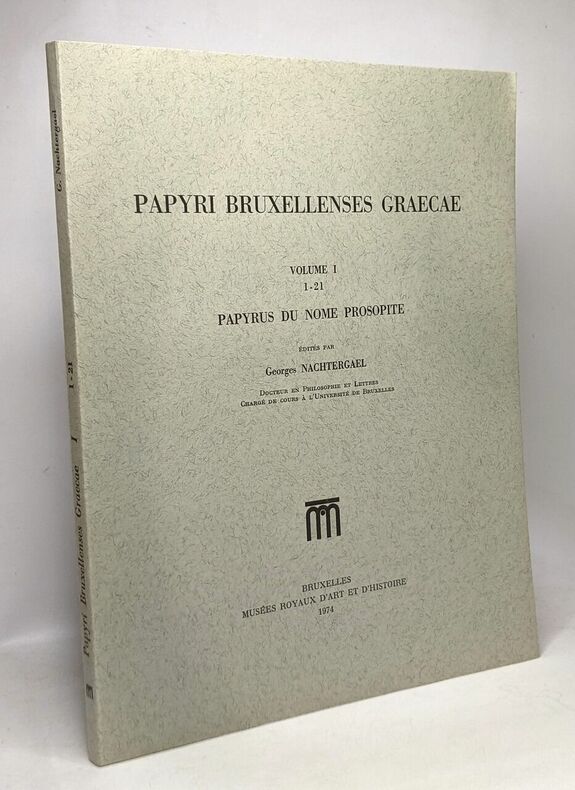 PAPYRI BRUXELLENSES GRAECAE
VOLUME I
1-21
PAPYRUS DU NOME PROSOPITE
ÉDITÉS PAR
Georges NACHTERGAEL
DOCTEUR EN PHILOSOPHIE ET LETTRES
CHARGÉ DE COURS À L'UNIVERSITÉ DE BRUXELLES
BRUXELLES
MUSÉES ROYAUX D'ART ET D'HISTOIRE
1974
G. Nachtergael
Papyri Bruxellenses Graecae I 1-21